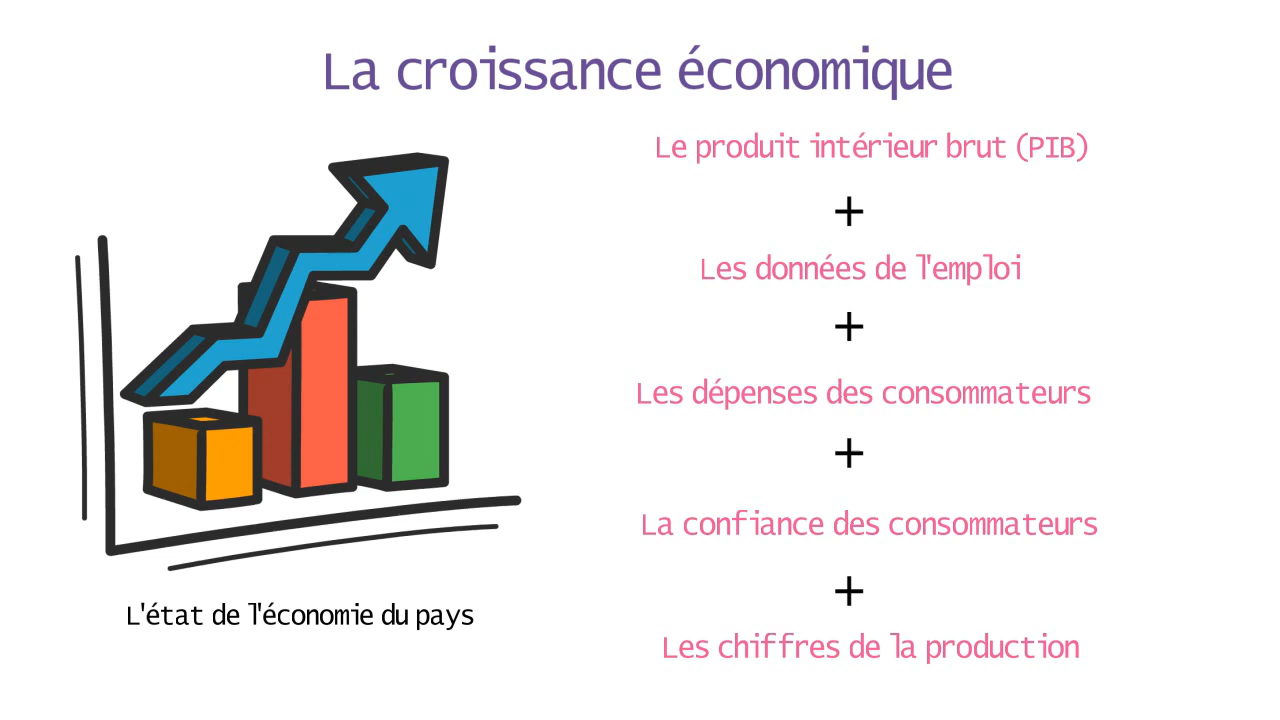 La croissance économique
Le produit intérieur brut (PIB)
+
Les données de l'emploi
+
Les dépenses des consommateurs
+
La confiance des consommateurs
+
Les chiffres de la production
L'état de l'économie du pays